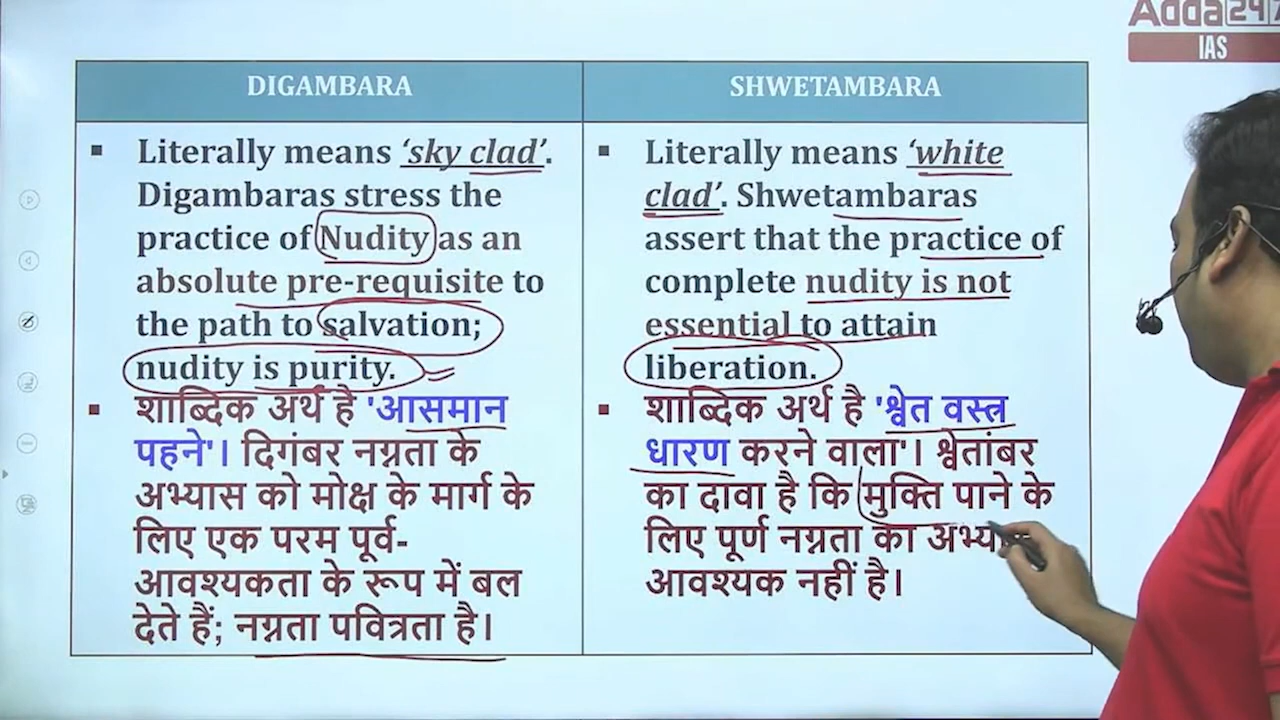 Adda247
IAS
DIGAMBARA
▪ Literally means ‘sky clad’.
Digambaras stress the
practice of Nudity as an
absolute pre-requisite to
the path to salvation;
nudity is purity.
▪ शाब्दिक अर्थ है 'आसमान
पहने'। दिगंबर नग्नता के
अभ्यास को मोक्ष के मार्ग के
लिए एक परम पूर्व-
आवश्यकता के रूप में बल
देते हैं; नग्नता पवित्रता है।
SHWETAMBARA
▪ Literally means ‘white
clad’. Shwetambaras
assert that the practice of
complete nudity is not
essential to attain
liberation.
▪ शाब्दिक अर्थ है 'श्वेत वस्त्र
धारण करने वाला'। श्वेतांबर
का दावा है कि मुक्ति पाने के
लिए पूर्ण नग्नता का
आवश्यक नहीं है।